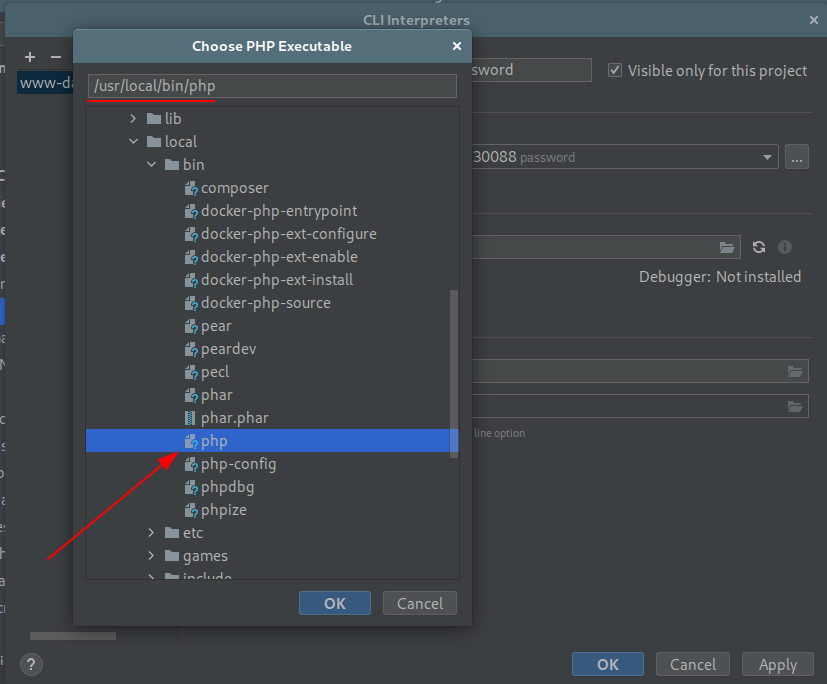 CLI Interpreters
Choose PHP Executable
www-da
sword
Visible only for this project
/usr/local/bin/php
lib
local
30088 password
...
bin
composer
docker-php-entrypoint
docker-php-ext-configure
docker-php-ext-enable
Debugger: Not installed
docker-php-ext-install
docker-php-source
pear
peardev
pecl
phar
phar.phar
line option
php
php-config
phpdbg
phpize
etc
games
include
OK
Cancel
?
OK
Cancel
Apply